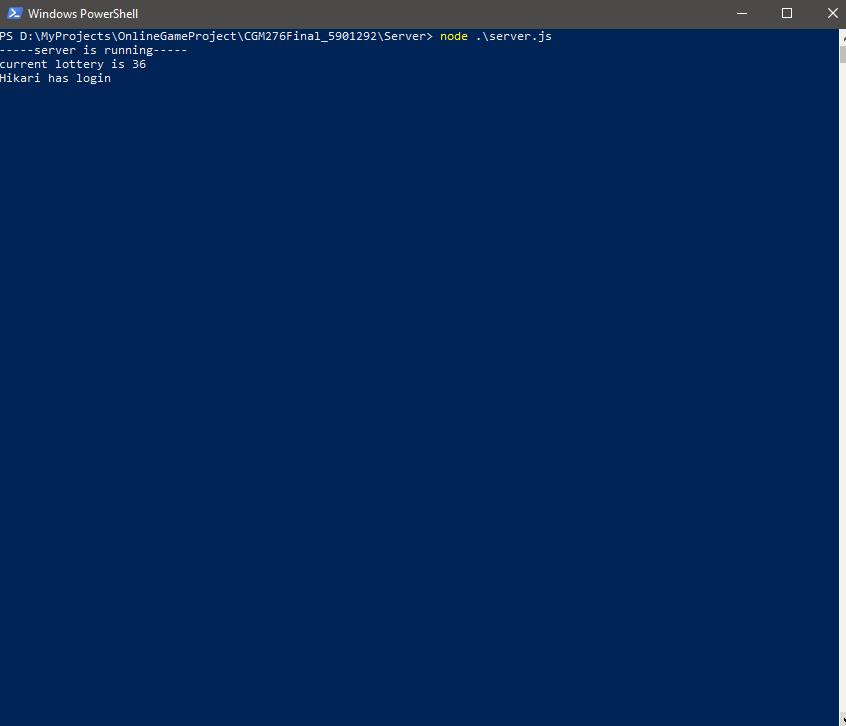 Windows PowerShell
PS D:\MyProjects\OnlineGameProject\CGM276Final_5901292\Server> node .\server.js
-----server is running-----
current lottery is 36
Hikari has login